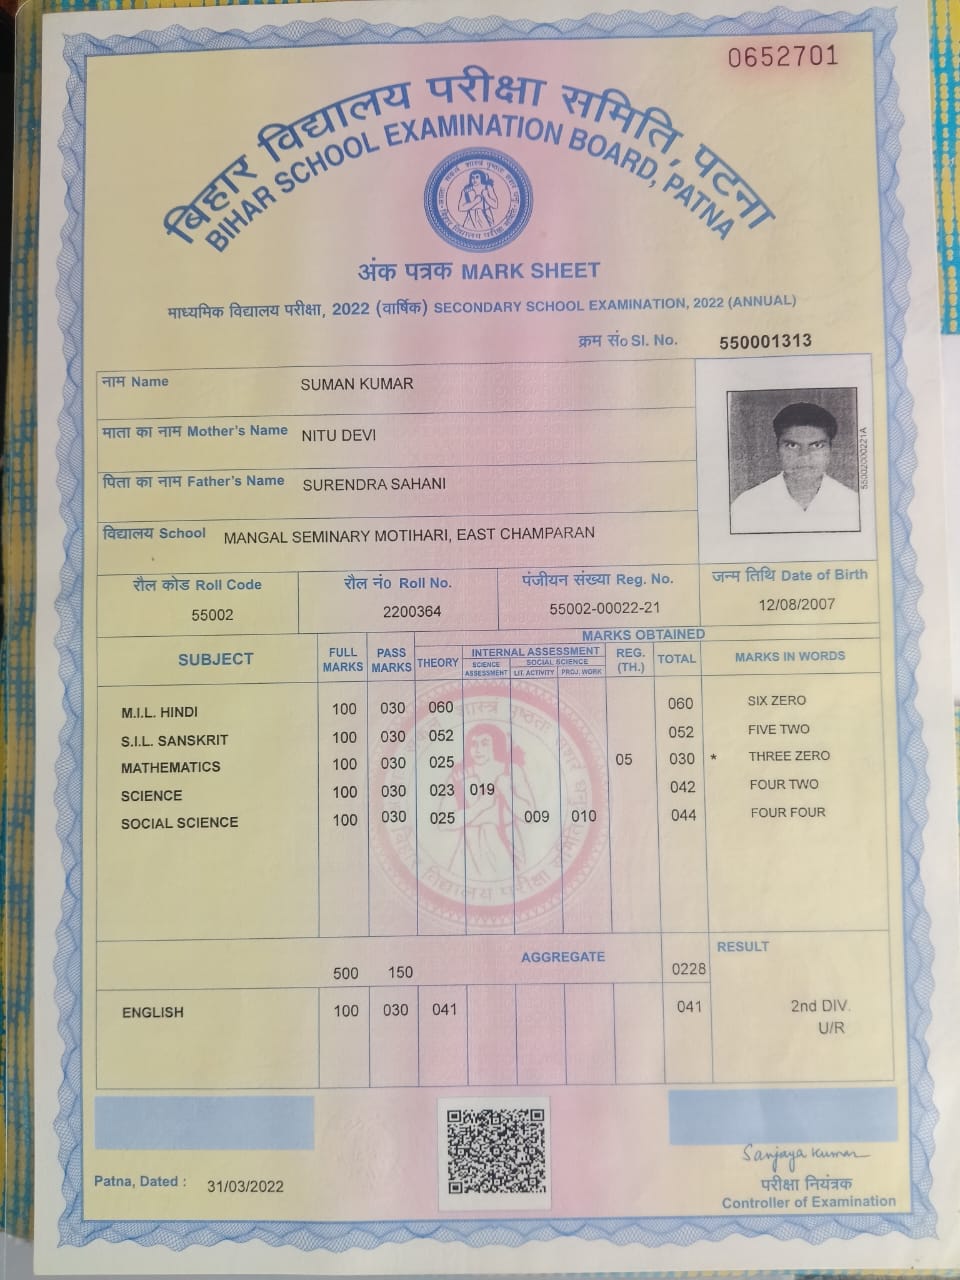 0652701
बिहार विद्यालय परीक्षा समिति, पटना
BIHAR SCHOOL EXAMINATION BOARD, PATNA
अंक पत्रक MARK SHEET
माध्यमिक विद्यालय परीक्षा, 2022 (वार्षिक) SECONDARY SCHOOL EXAMINATION, 2022 (ANNUAL)
क्रम सं० Sl. No. 550001313
नाम Name SUMAN KUMAR
माता का नाम Mother's Name NITU DEVI
पिता का नाम Father's Name SURENDRA SAHANI
विद्यालय School MANGAL SEMINARY MOTIHARI, EAST CHAMPARAN
55002000221A
रौल कोड Roll Code रौल नं0 Roll No. पंजीयन संख्या Reg. No. जन्म तिथि Date of Birth
55002 2200364 55002-00022-21 12/08/2007
MARKS OBTAINED
SUBJECT FULL MARKS PASS MARKS THEORY INTERNAL ASSESSMENT REG. (TH.) TOTAL MARKS IN WORDS
SCIENCE ASSESSMENT SOCIAL SCIENCE LIT. ACTIVITY PROJ. WORK
M.I.L. HINDI 100 030 060 060 SIX ZERO
S.I.L. SANSKRIT 100 030 052 052 FIVE TWO
MATHEMATICS 100 030 025 05 030 * THREE ZERO
SCIENCE 100 030 023 019 042 FOUR TWO
SOCIAL SCIENCE 100 030 025 009 010 044 FOUR FOUR
बिहार विद्यालय परीक्षा समिति
AGGREGATE RESULT
500 150 0228
ENGLISH 100 030 041 041 2nd DIV.
U/R
Patna, Dated : 31/03/2022
Sanjaya Kumar
परीक्षा नियंत्रक
Controller of Examination